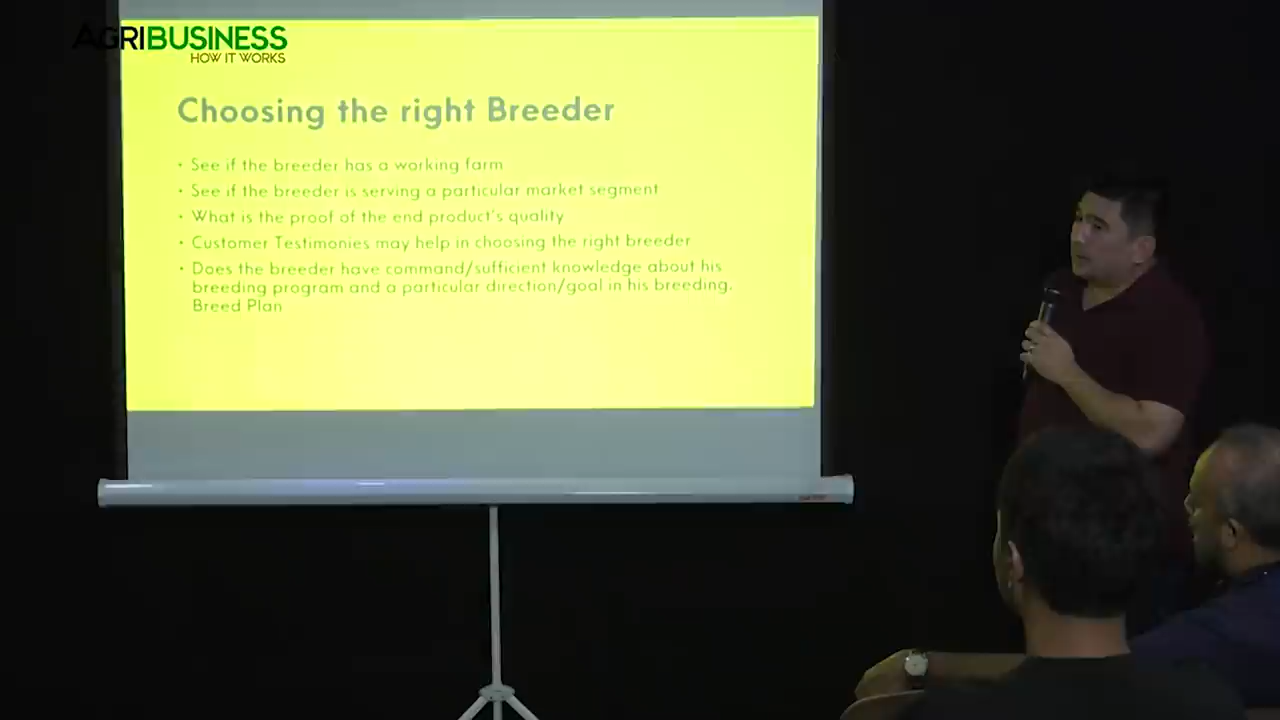 AGRIBUSINESS
HOW IT WORKS
Choosing the right Breeder
• See if the breeder has a working farm
• See if the breeder is serving a particular market segment
• What is the proof of the end product's quality
• Customer Testimonies may help in choosing the right breeder
• Does the breeder have command/sufficient knowledge about his
breeding program and a particular direction/goal in his breeding.
Breed Plan